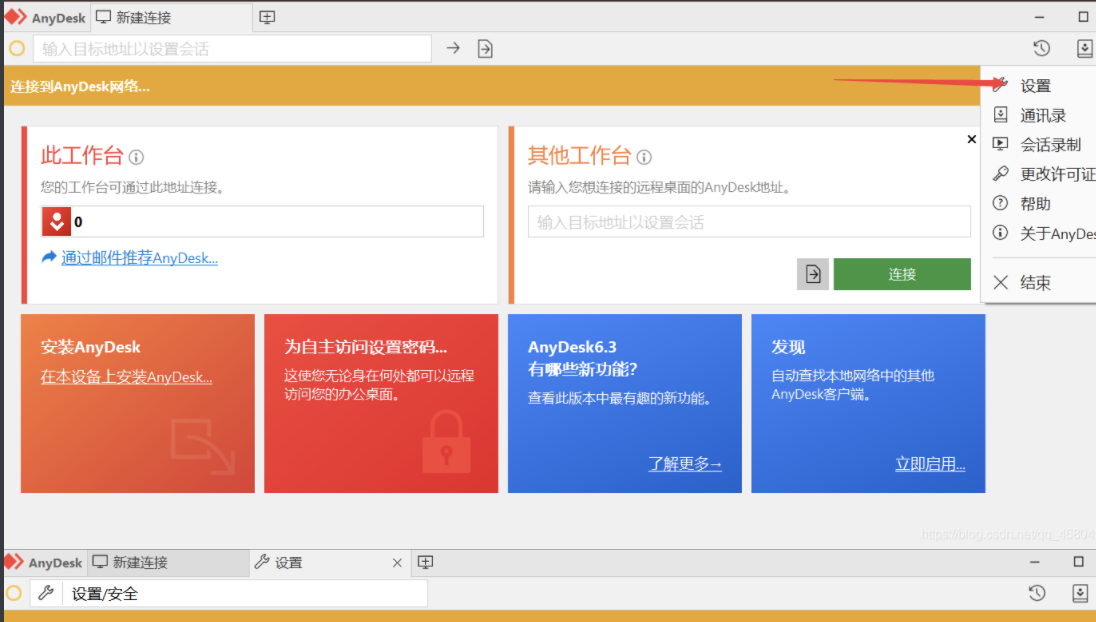 AnyDesk 新建连接
输入目标地址以设置会话
连接到AnyDesk网络...
设置
通讯录
会话录制
更改许可证
帮助
关于AnyDes
结束
此工作台
您的工作台可通过此地址连接。
0
通过邮件推荐AnyDesk...
其他工作台
请输入您想连接的远程桌面的AnyDesk地址。
输入目标地址以设置会话
连接
安装AnyDesk
在本设备上安装AnyDesk...
为自主访问设置密码...
这使您无论身在何处都可以远程
访问您的办公桌面。
AnyDesk6.3
有哪些新功能?
查看此版本中最有趣的新功能。
了解更多→
发现
自动查找本地网络中的其他
AnyDesk客户端。
立即启用...
https://blog.csdn.net/qq_46804
AnyDesk 新建连接 设置
设置/安全